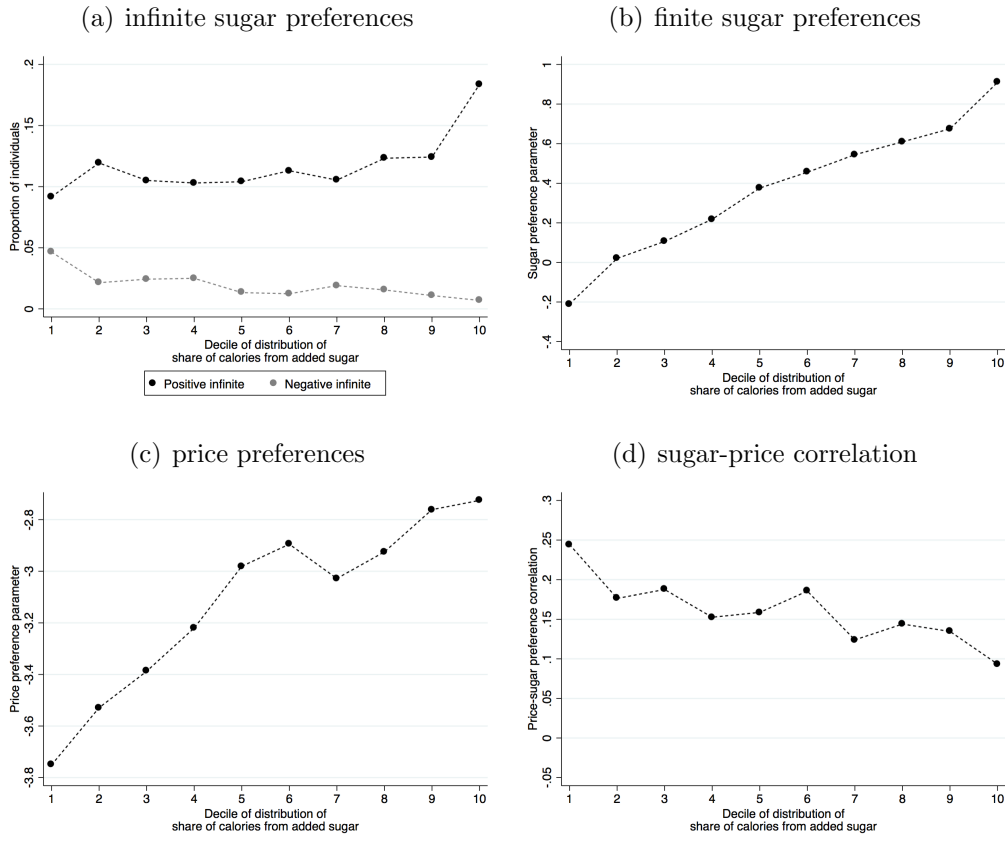 (a) infinite sugar preferences
Proportion of individuals
.2
.15
.1
.05
0
1 2 3 4 5 6 7 8 9 10
Decile of distribution of
share of calories from added sugar
Positive infinite Negative infinite
(b) finite sugar preferences
Sugar preference parameter
1
.8
.6
.4
.2
0
-.2
-.4
1 2 3 4 5 6 7 8 9 10
Decile of distribution of
share of calories from added sugar
(c) price preferences
Price preference parameter
-2.8
-3
-3.2
-3.4
-3.6
-3.8
1 2 3 4 5 6 7 8 9 10
Decile of distribution of
share of calories from added sugar
(d) sugar-price correlation
Price-sugar preference correlation
.3
.25
.2
.15
.1
.05
0
-.05
1 2 3 4 5 6 7 8 9 10
Decile of distribution of
share of calories from added sugar